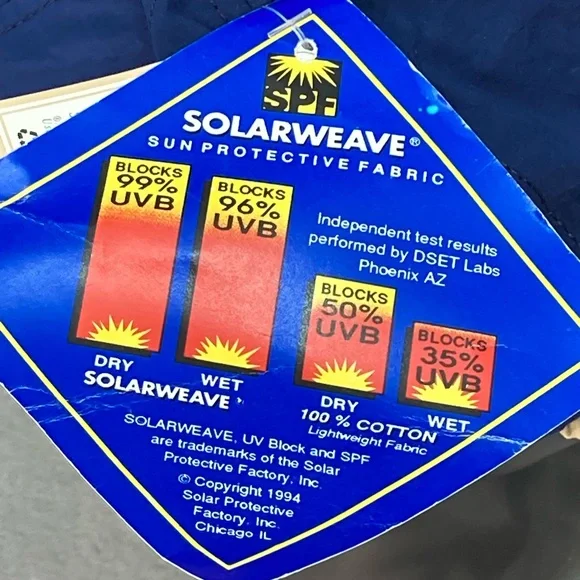 SPF
SOLARWEAVE®
SUN PROTECTIVE FABRIC
BLOCKS
99%
UVB
BLOCKS
96%
UVB
Independent test results
performed by DSET Labs
Phoenix AZ
BLOCKS
50%
UVB
BLOCKS
35%
UVB
DRY
WET
SOLARWEAVE
DRY
WET
100 % COTTON
Lightweight Fabric
SOLARWEAVE, UV Block and SPF
are trademarks of the Solar
Protective Factory, Inc.
© Copyright 1994
Solar Protective
Factory, Inc.
Chicago IL